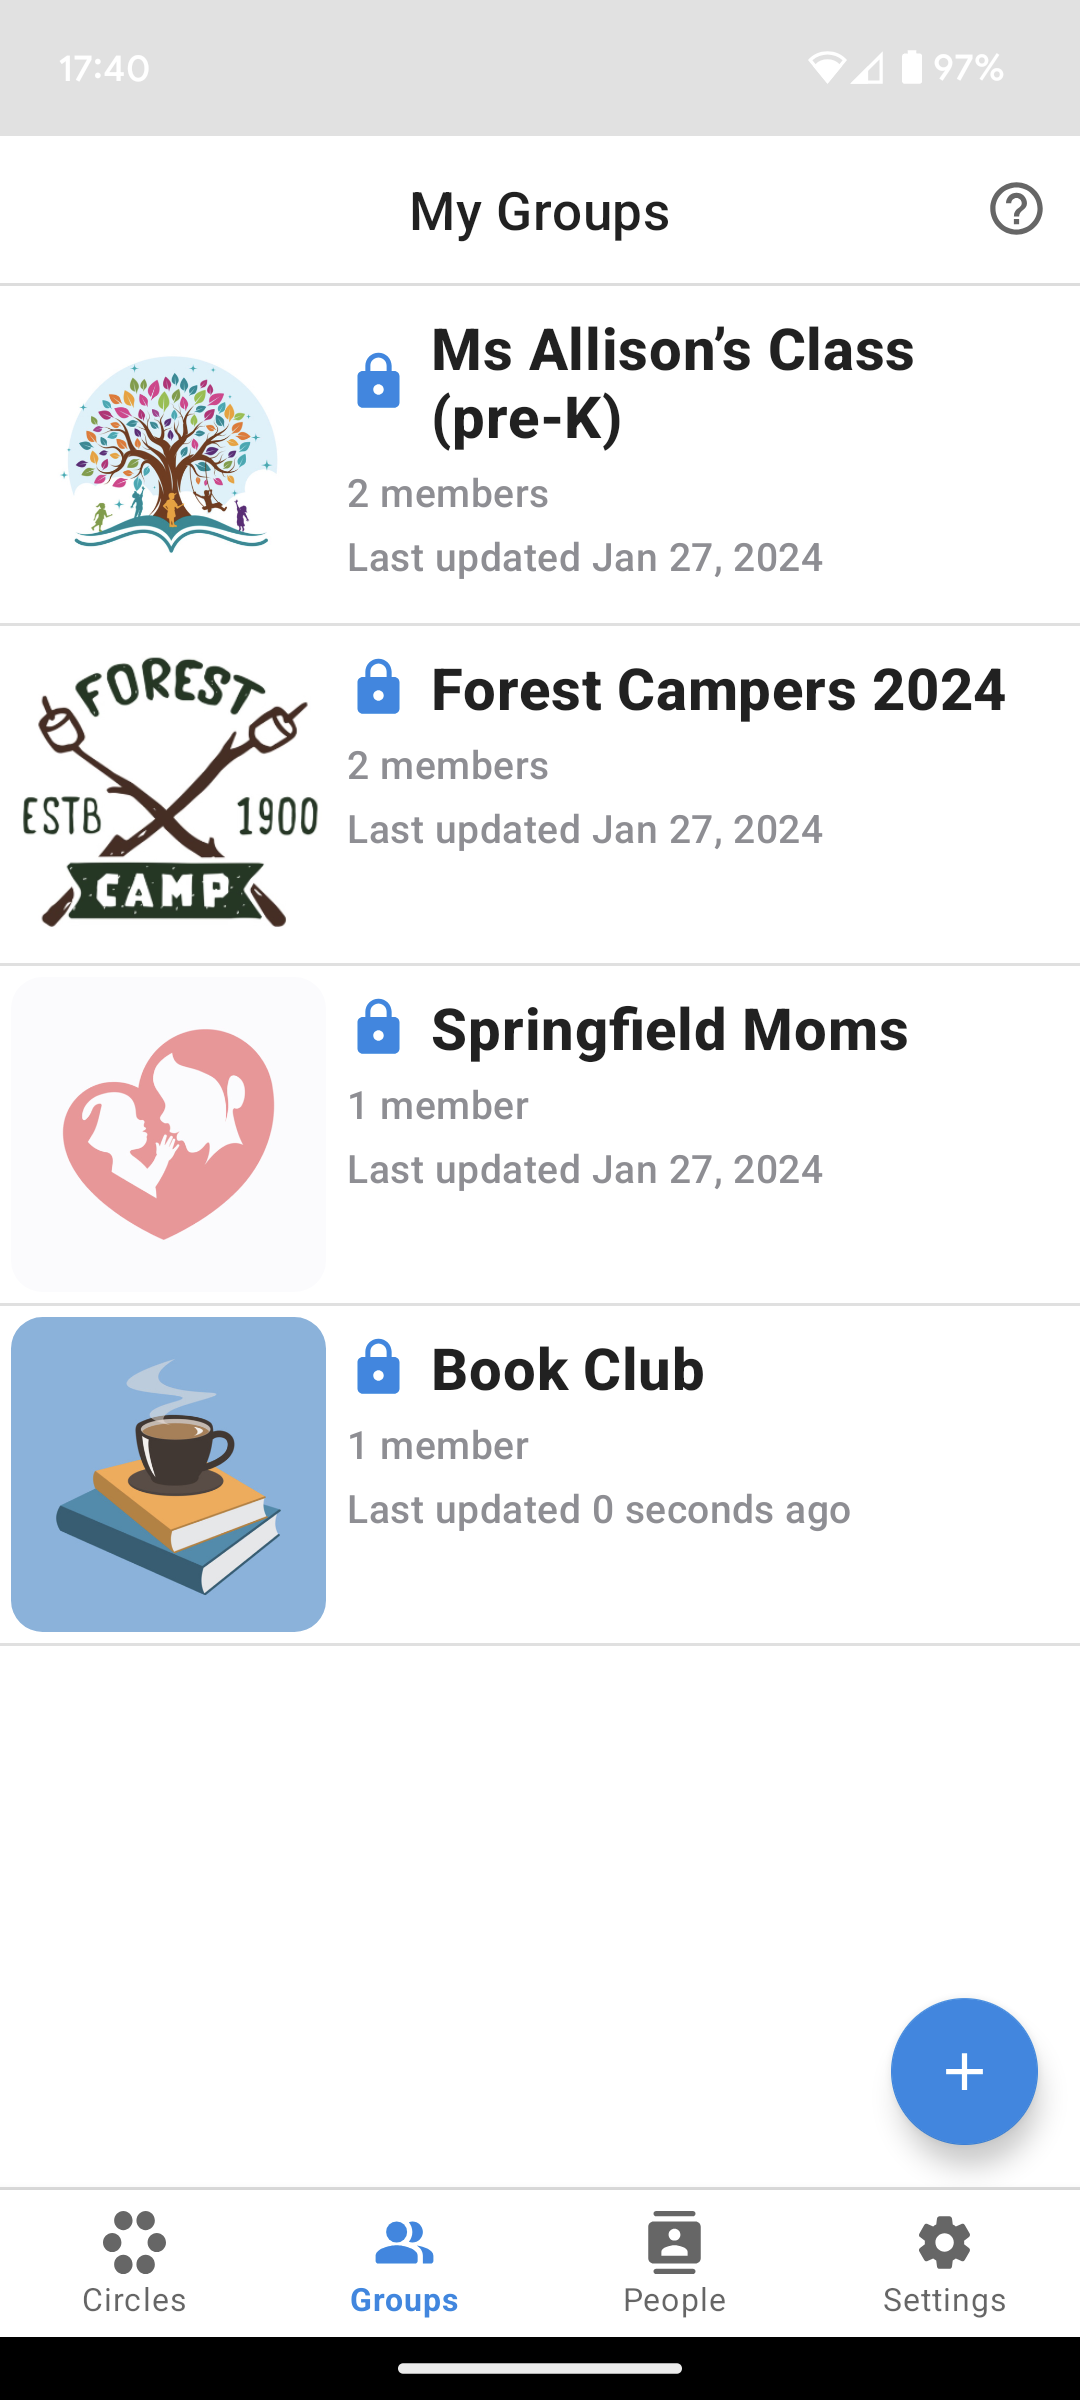 17:40
97%
My Groups
Ms Allison’s Class
(pre-K)
2 members
Last updated Jan 27, 2024
FOREST
ESTB 1900
CAMP
Forest Campers 2024
2 members
Last updated Jan 27, 2024
Springfield Moms
1 member
Last updated Jan 27, 2024
Book Club
1 member
Last updated 0 seconds ago
Circles
Groups
People
Settings